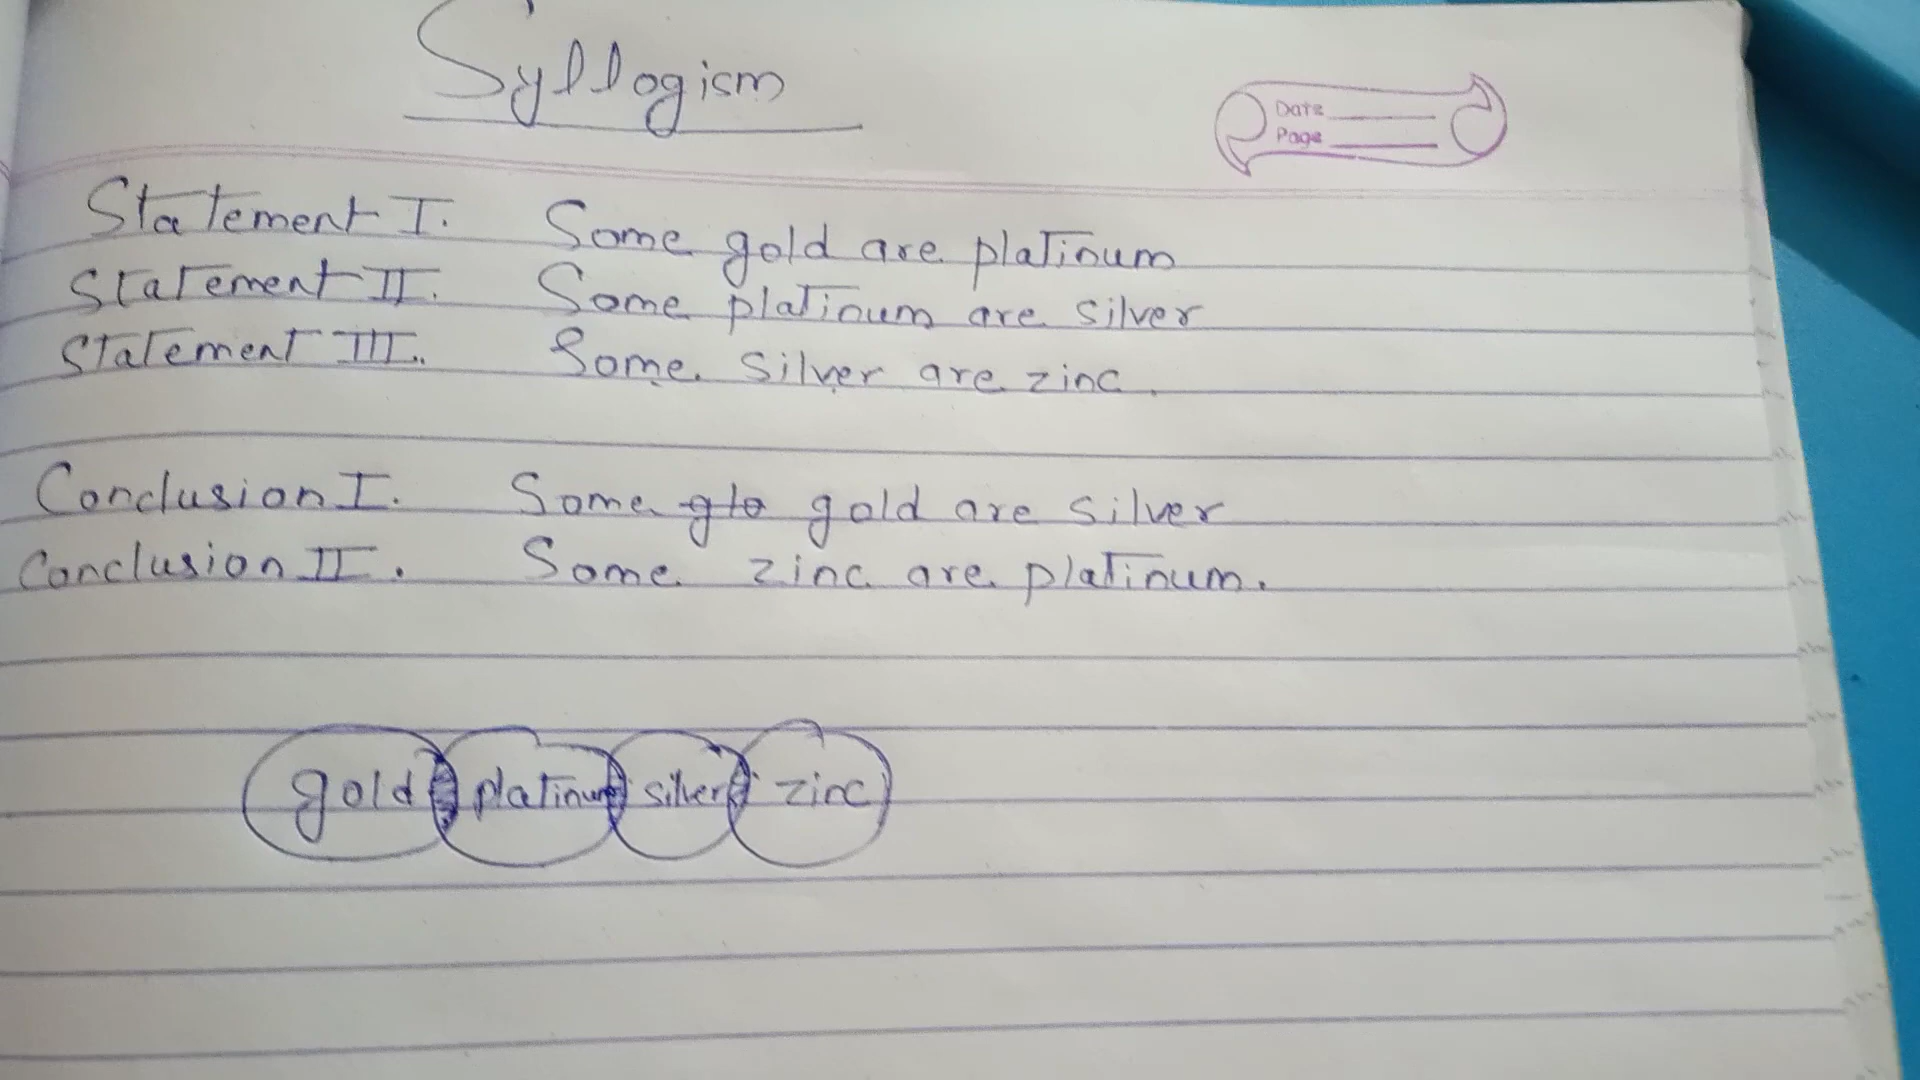 Syllogism
Date
Page
Statement I. Some gold are platinum
Statement II. Some platinum are silver
Statement III. Some silver are zinc.
Conclusion I. Some glo gold are silver
Conclusion II. Some zinc are platinum.
gold platinum silver zinc